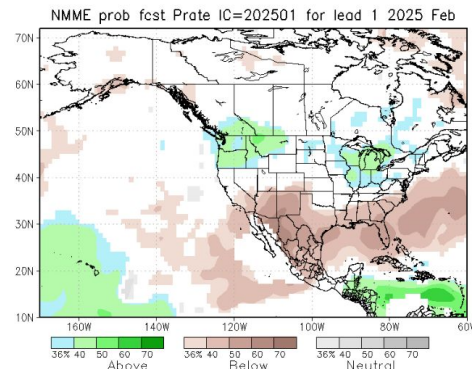 NMME prob fcst Prate IC=202501 for lead 1 2025 Feb
70N
60N
50N
40N
30N
20N
10N
160W 140W 120W 100W 80W 60W
36% 40 50 60 70 36% 40 50 60 70 36% 40 50 60 70
Above Below Neutral